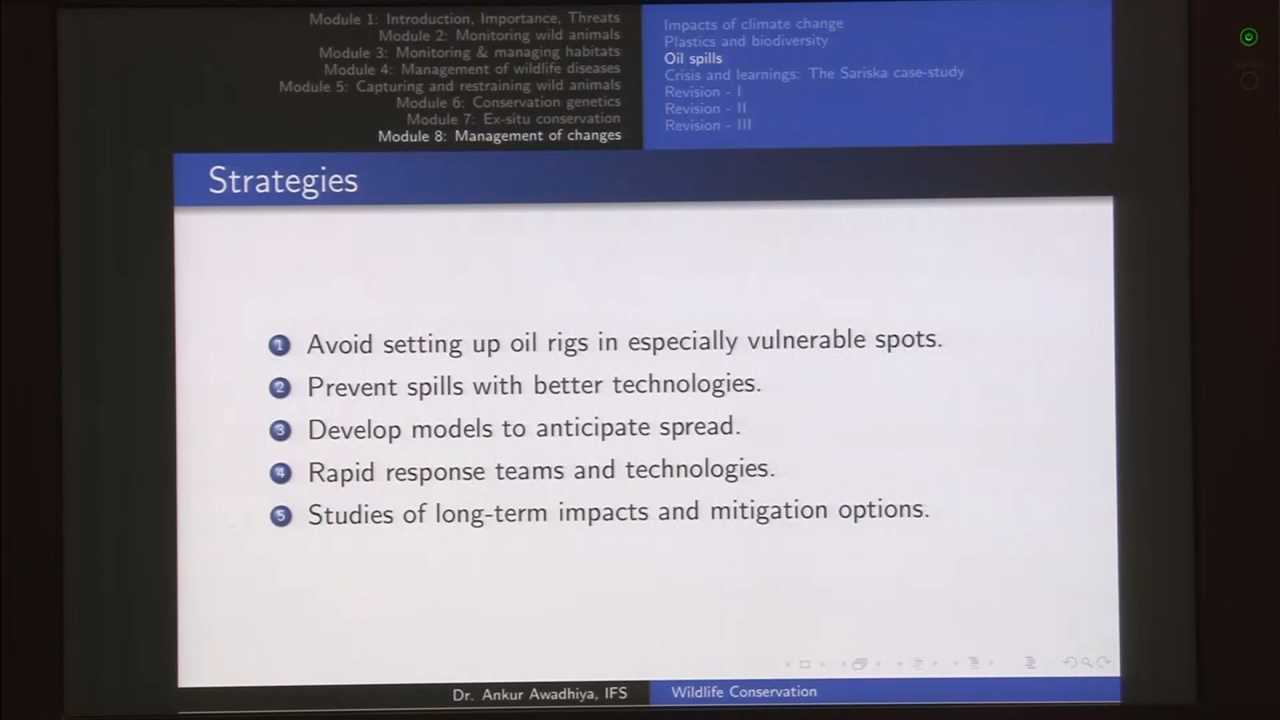 Module 1: Introduction, Importance, Threats
Module 2: Monitoring wild animals
Module 3: Monitoring & managing habitats
Module 4: Management of wildlife diseases
Module 5: Capturing and restraining wild animals
Module 6: Conservation genetics
Module 7: Ex-situ conservation
Module 8: Management of changes
Impacts of climate change
Plastics and biodiversity
Oil spills
Crisis and learnings: The Sariska case-study
Revision - I
Revision - II
Revision - III
Strategies
1 Avoid setting up oil rigs in especially vulnerable spots.
2 Prevent spills with better technologies.
3 Develop models to anticipate spread.
4 Rapid response teams and technologies.
5 Studies of long-term impacts and mitigation options.
Dr. Ankur Awadhiya, IFS
Wildlife Conservation